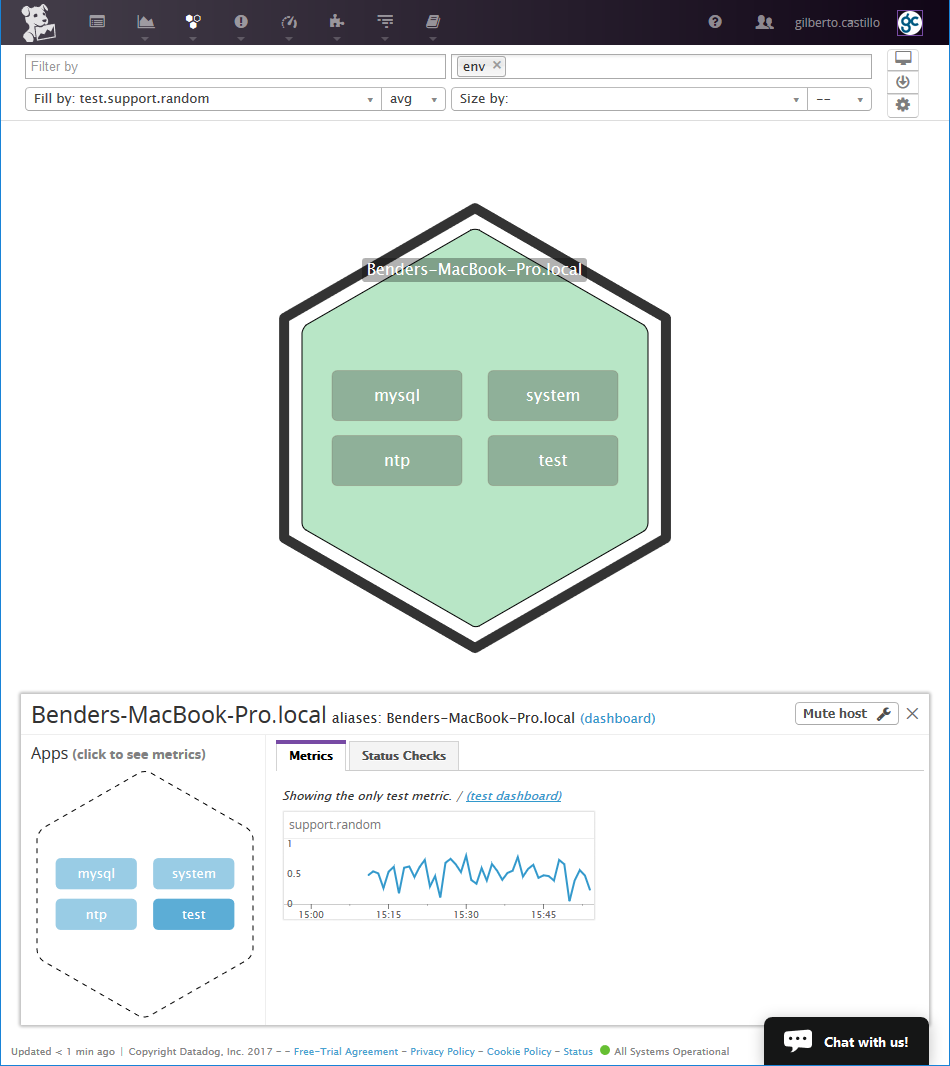 gilberto.castillo gc
Filter by env ×
Fill by: test.support.random avg Size by: --
Benders-MacBook-Pro.local
mysql system
ntp test
Benders-MacBook-Pro.local aliases: Benders-MacBook-Pro.local (dashboard) Mute host
Apps (click to see metrics)
Metrics Status Checks
Showing the only test metric. / (test dashboard)
support.random
1
0.5
0
15:00 15:15 15:30 15:45
mysql system
ntp test
Chat with us!
Updated < 1 min ago | Copyright Datadog, Inc. 2017 - - Free-Trial Agreement - Privacy Policy - Cookie Policy - Status All Systems Operational